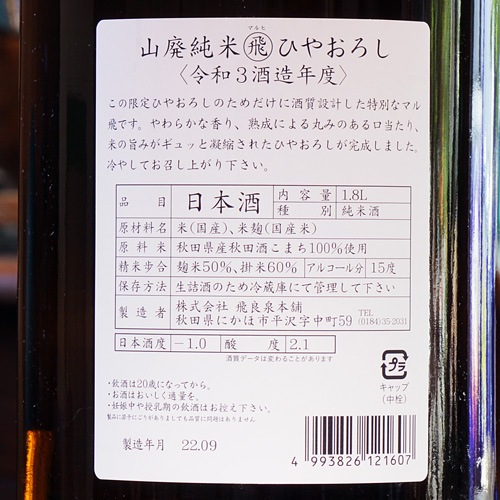 マルヒ
山廃純米㊙飛ひやおろし
〈令和3酒造年度〉
この限定ひやおろしのためだけに酒質設計した特別なマル
飛です。やわらかな香り、熟成による丸みのある口当たり、
米の旨みがギュッと凝縮されたひやおろしが完成しました。
冷やしてお召し上がり下さい。
品目 日本酒 内容量 1.8L
種別 純米酒
原材料名 米(国産)、米麹(国産米)
原料米 秋田県産秋田酒こまち100%使用
精米歩合 麹米50%、掛米60% アルコール分 15度
保存方法 生詰酒のため冷蔵庫にて管理して下さい
製造者 株式会社 飛良泉本舗
秋田県にかほ市平沢字中町59 TEL (0184)35-2031
日本酒度 -1.0 酸度 2.1
酒質データは変わることがあります
・飲酒は20歳になってから。
・お酒はおいしく適量を。
・妊娠中や授乳期の飲酒はお控え下さい。
製造年月 22.09
プラ
キャップ
(中栓)
4 993826 121607